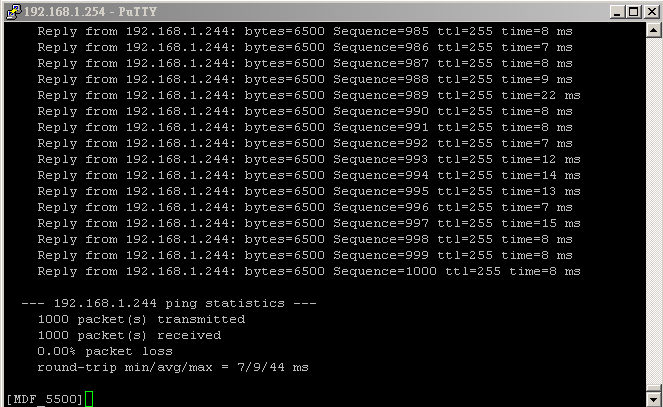 192.168.1.254 - PuTTY
Reply from 192.168.1.244: bytes=6500 Sequence=985 ttl=255 time=8 ms
Reply from 192.168.1.244: bytes=6500 Sequence=986 ttl=255 time=7 ms
Reply from 192.168.1.244: bytes=6500 Sequence=987 ttl=255 time=8 ms
Reply from 192.168.1.244: bytes=6500 Sequence=988 ttl=255 time=9 ms
Reply from 192.168.1.244: bytes=6500 Sequence=989 ttl=255 time=22 ms
Reply from 192.168.1.244: bytes=6500 Sequence=990 ttl=255 time=8 ms
Reply from 192.168.1.244: bytes=6500 Sequence=991 ttl=255 time=8 ms
Reply from 192.168.1.244: bytes=6500 Sequence=992 ttl=255 time=7 ms
Reply from 192.168.1.244: bytes=6500 Sequence=993 ttl=255 time=12 ms
Reply from 192.168.1.244: bytes=6500 Sequence=994 ttl=255 time=14 ms
Reply from 192.168.1.244: bytes=6500 Sequence=995 ttl=255 time=13 ms
Reply from 192.168.1.244: bytes=6500 Sequence=996 ttl=255 time=7 ms
Reply from 192.168.1.244: bytes=6500 Sequence=997 ttl=255 time=15 ms
Reply from 192.168.1.244: bytes=6500 Sequence=998 ttl=255 time=8 ms
Reply from 192.168.1.244: bytes=6500 Sequence=999 ttl=255 time=8 ms
Reply from 192.168.1.244: bytes=6500 Sequence=1000 ttl=255 time=8 ms
--- 192.168.1.244 ping statistics ---
1000 packet(s) transmitted
1000 packet(s) received
0.00% packet loss
round-trip min/avg/max = 7/9/44 ms
[MDF_5500]